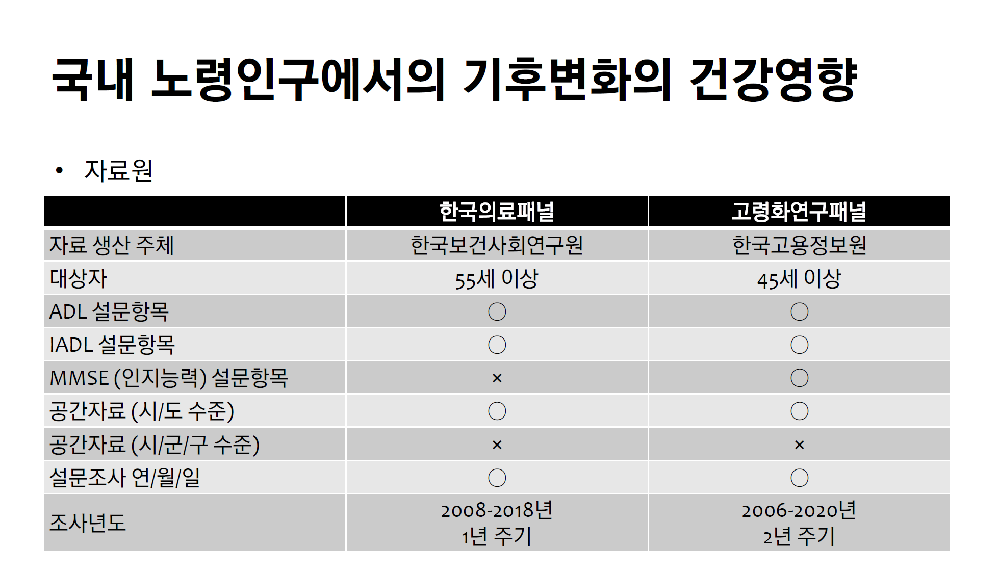 국내 노령인구에서의 기후변화의 건강영향
• 자료원
한국의료패널 고령화연구패널
자료 생산 주체 한국보건사회연구원 한국고용정보원
대상자 55세 이상 45세 이상
ADL 설문항목 ○ ○
IADL 설문항목 ○ ○
MMSE (인지능력) 설문항목 × ○
공간자료 (시/도 수준) ○ ○
공간자료 (시/군/구 수준) × ×
설문조사 연/월/일 ○ ○
조사년도 2008-2018년 2006-2020년
1년 주기 2년 주기